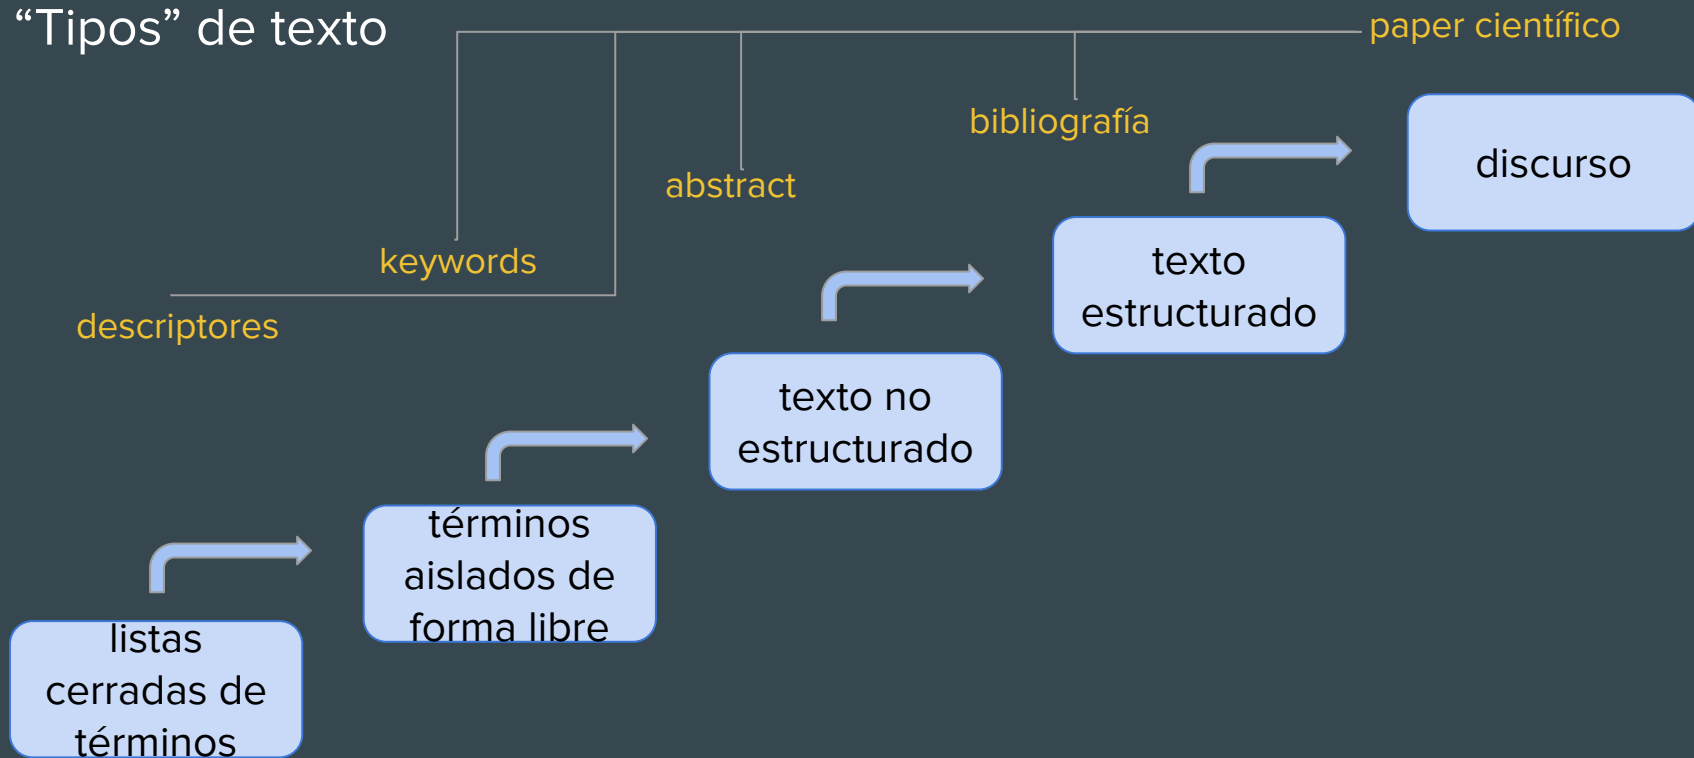 “Tipos” de texto
paper científico
bibliografía
abstract
keywords
descriptores
discurso
texto
estructurado
texto no
estructurado
términos
aislados de
forma libre
listas
cerradas de
términos